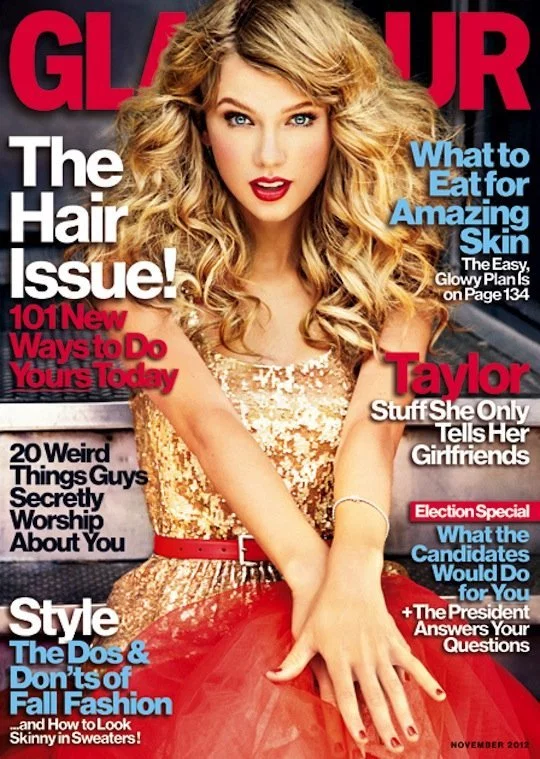 GLAMOUR
The
Hair
Issue!
101 New
Ways to Do
Yours Today
20 Weird
Things Guys
Secretly
Worship
About You
Style
The Dos &
Don'ts of
Fall Fashion
...and How to Look
Skinny in Sweaters!
What to
Eat for
Amazing
Skin
The Easy,
Glowy Plan Is
on Page 134
Taylor
Stuff She Only
Tells Her
Girlfriends
Election Special
What the
Candidates
Would Do
for You
+The President
Answers Your
Questions
NOVEMBER 2012